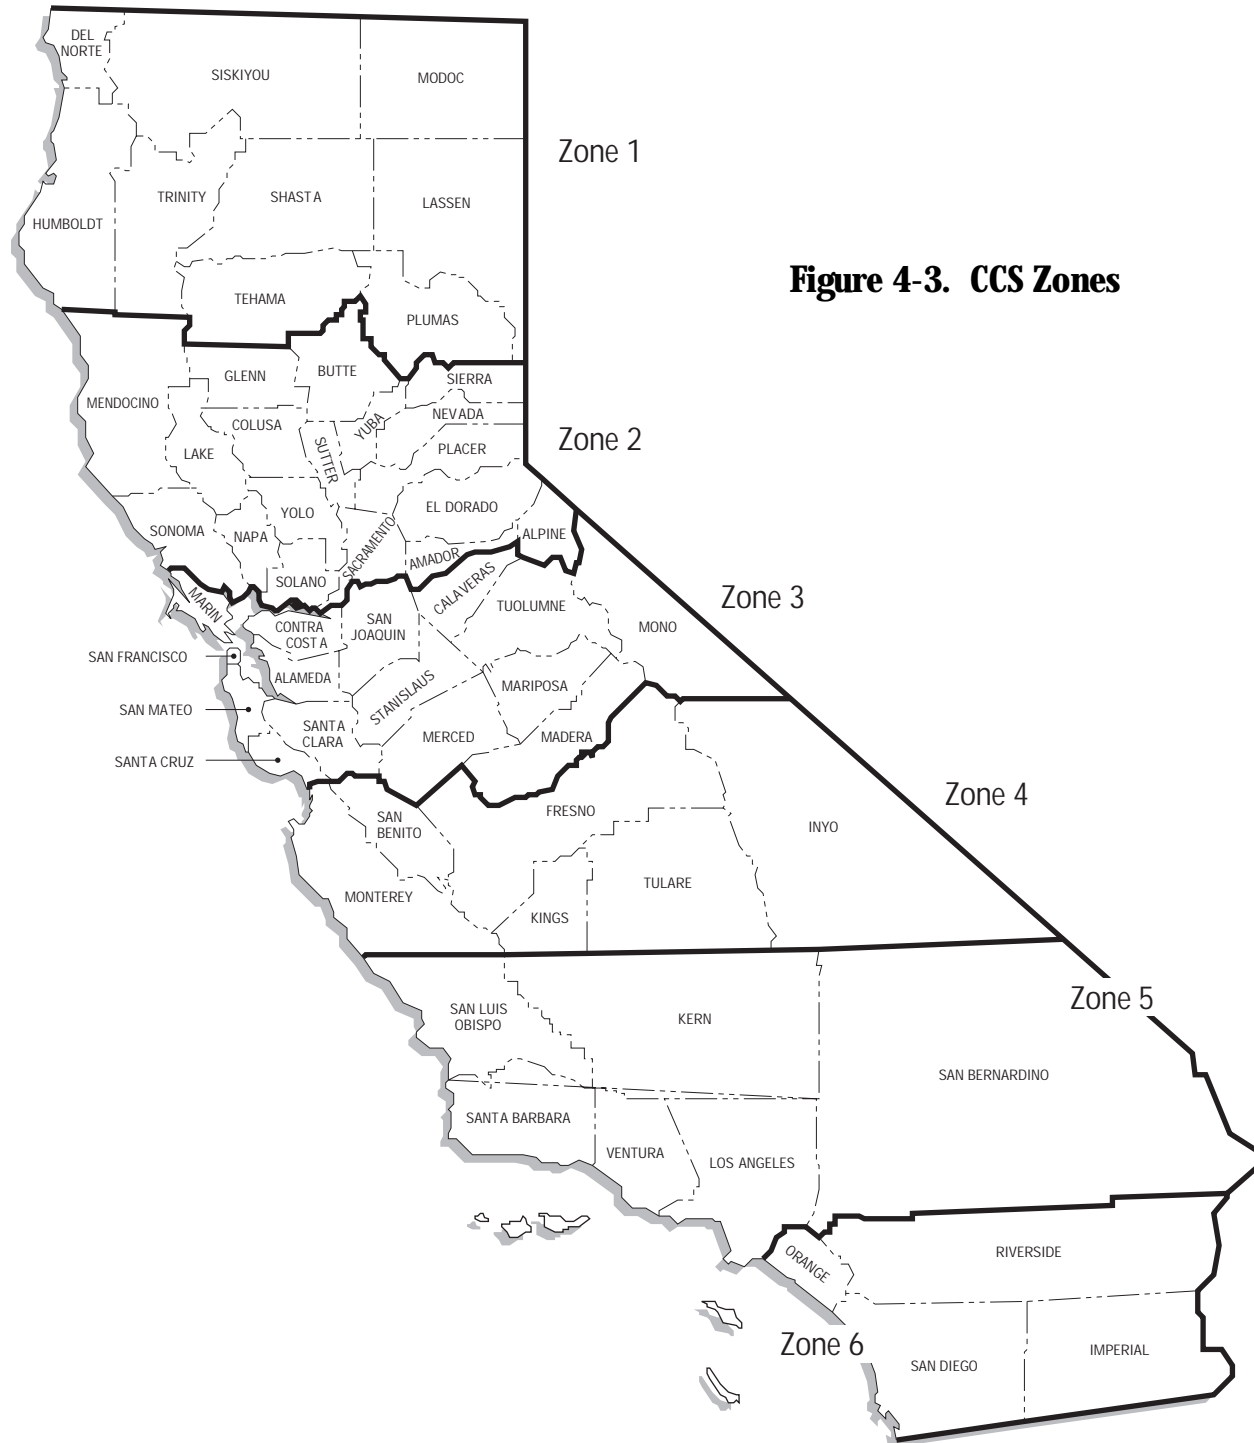 DEL
NORTE
SISKIYOU
MODOC
Zone 1
TRINITY
SHASTA
LASSEN
HUMBOLDT
Figure 4-3. CCS Zones
TEHAMA
PLUMAS
GLENN
BUTTE
SIERRA
MENDOCINO
COLUSA
YUBA
NEVADA
Zone 2
LAKE
SUTTER
PLACER
SONOMA
NAPA
YOLO
SACRAMENTO
EL DORADO
ALPINE
SOLANO
AMADOR
MARIN
CONTRA
COSTA
SAN
JOAQUIN
CALAVERAS
TUOLUMNE
Zone 3
MONO
SAN FRANCISCO
ALAMEDA
STANISLAUS
MARIPOSA
SAN MATEO
SANTA
CLARA
MERCED
MADERA
SANTA CRUZ
Zone 4
SAN
BENITO
FRESNO
INYO
MONTEREY
KINGS
TULARE
Zone 5
SAN LUIS
OBISPO
KERN
SAN BERNARDINO
SANTA BARBARA
VENTURA
LOS ANGELES
ORANGE
RIVERSIDE
Zone 6
SAN DIEGO
IMPERIAL